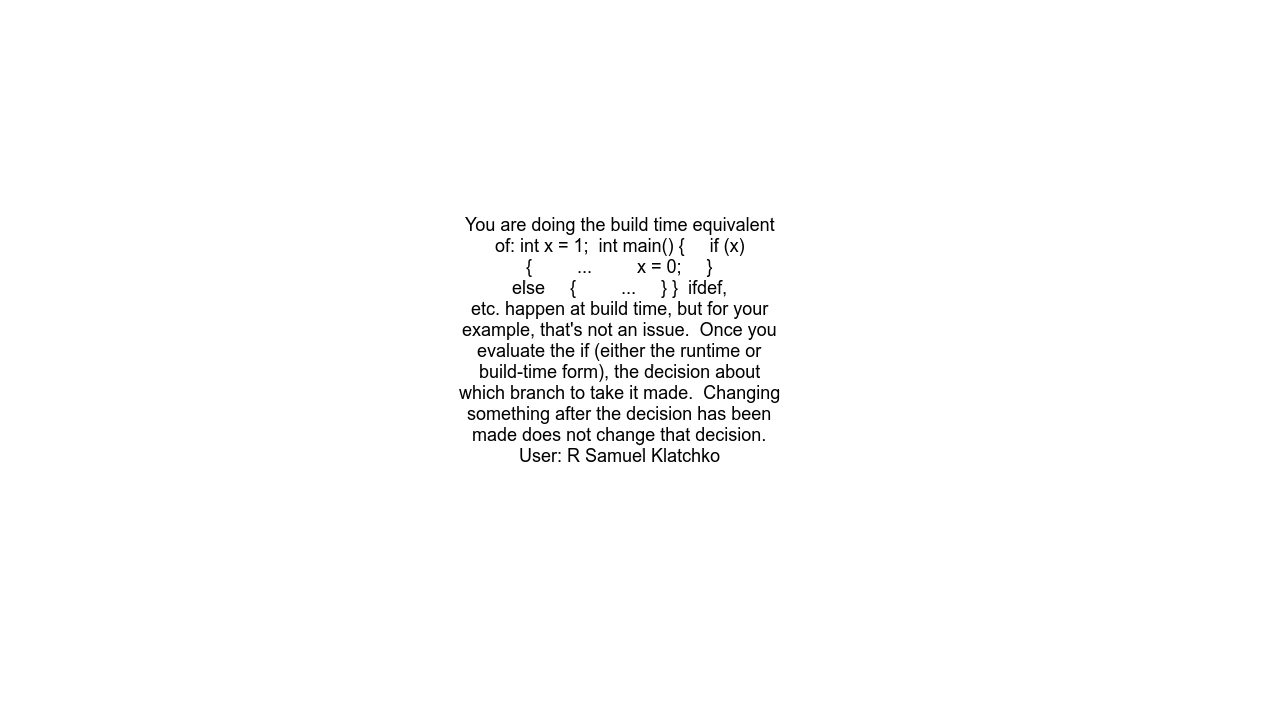 You are doing the build time equivalent
of: int x = 1;  int main() {     if (x)
{         ...         x = 0;     }
else     {         ...     } }  ifdef,
etc. happen at build time, but for your
example, that's not an issue.  Once you
evaluate the if (either the runtime or
build-time form), the decision about
which branch to take it made.  Changing
something after the decision has been
made does not change that decision.
User: R Samuel Klatchko